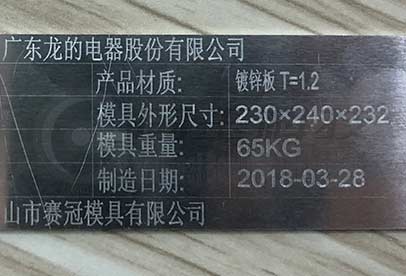 广东龙的电器股份有限公司
产品材质: 镀锌板 T=1.2
模具外形尺寸: 230×240×232
模具重量: 65KG
制造日期: 2018-03-28
山市赛冠模具有限公司